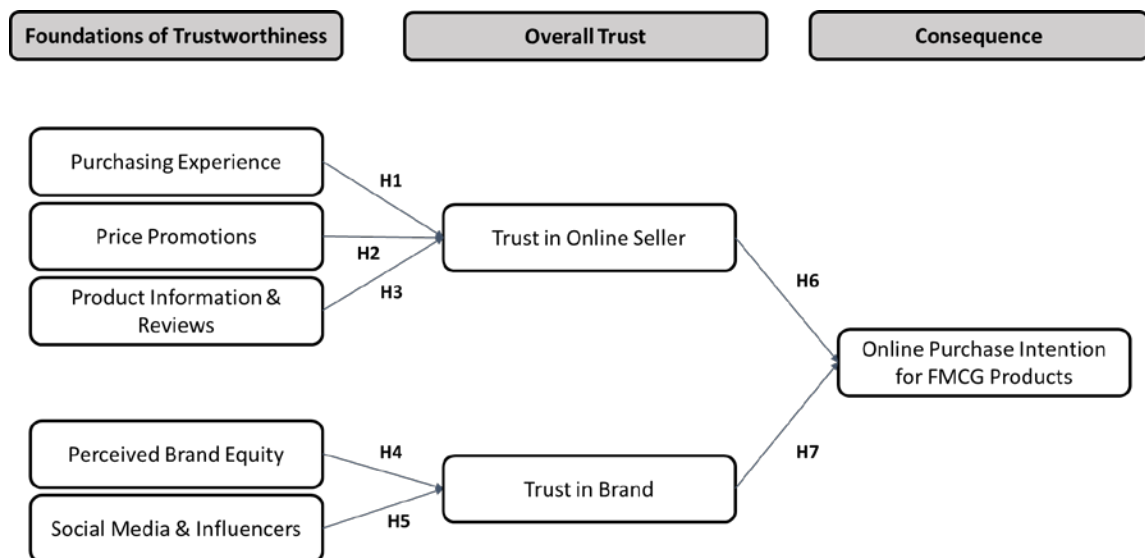 Foundations of Trustworthiness
Overall Trust
Consequence
Purchasing Experience
H1
Price Promotions
H2
Trust in Online Seller
Product Information &
Reviews
H3
H6
Online Purchase Intention
for FMCG Products
Perceived Brand Equity
H4
H7
Trust in Brand
Social Media & Influencers
H5